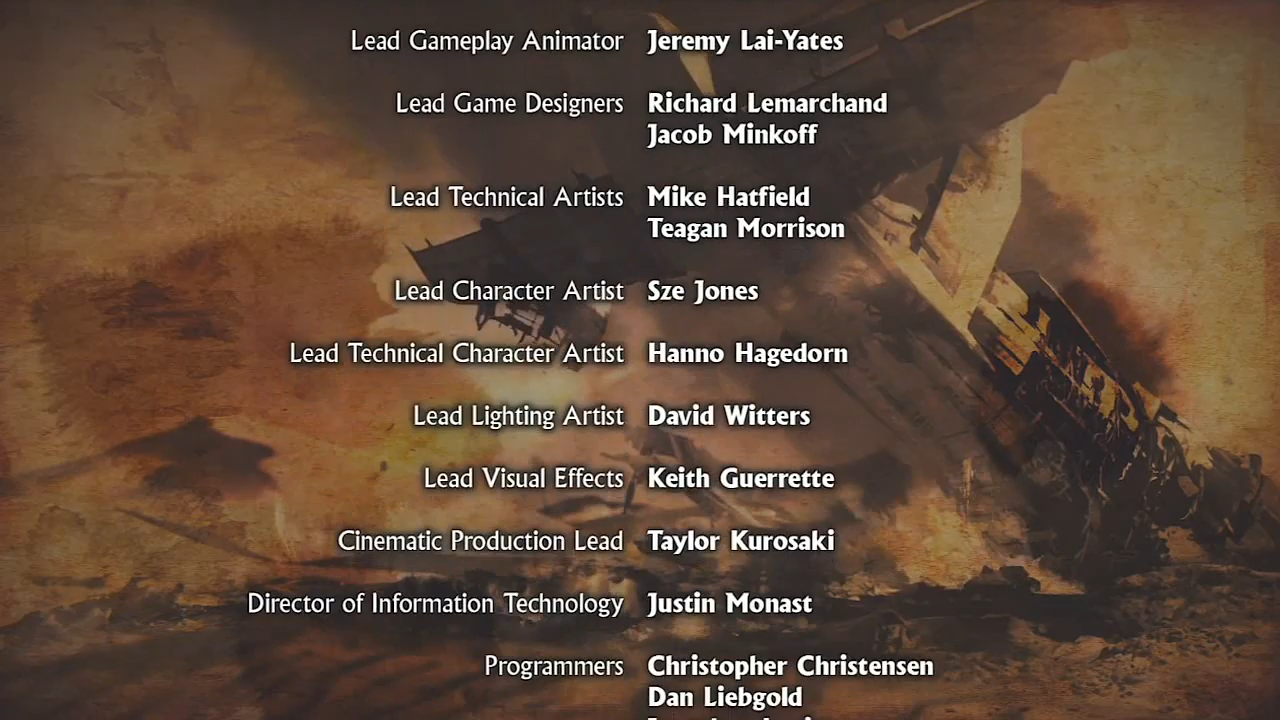 Lead Gameplay Animator Jeremy Lai-Yates
Lead Game Designers Richard Lemarchand
Jacob Minkoff
Lead Technical Artists Mike Hatfield
Teagan Morrison
Lead Character Artist Sze Jones
Lead Technical Character Artist Hanno Hagedorn
Lead Lighting Artist David Witters
Lead Visual Effects Keith Guerrette
Cinematic Production Lead Taylor Kurosaki
Director of Information Technology Justin Monast
Programmers Christopher Christensen
Dan Liebgold